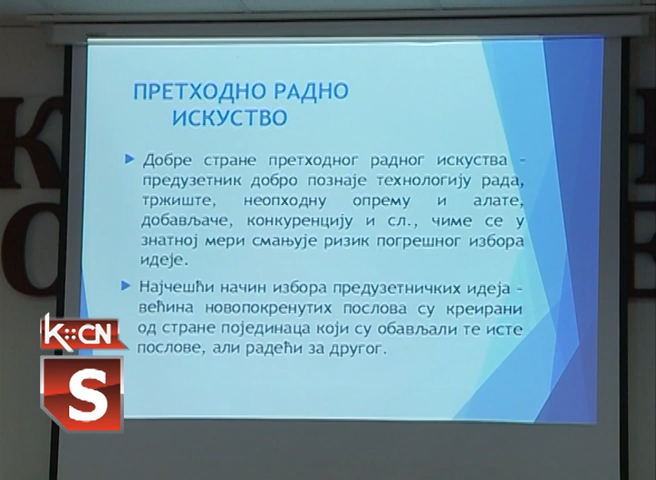 ПРЕТХОДНО РАДНО
ИСКУСТВО
Добре стране претходног радног искуства -
предузетник добро познаје технологију рада,
тржиште, неопходну опрему и алате,
добављаче, конкуренцију и сл., чиме се у
знатној мери смањује ризик погрешног избора
идеје.
Најчешћи начин избора предузетничких идеја -
већина новопокренутих послова су креирани
од стране појединаца који су обављали те исте
послове, али радећи за другог.
K::CN
S